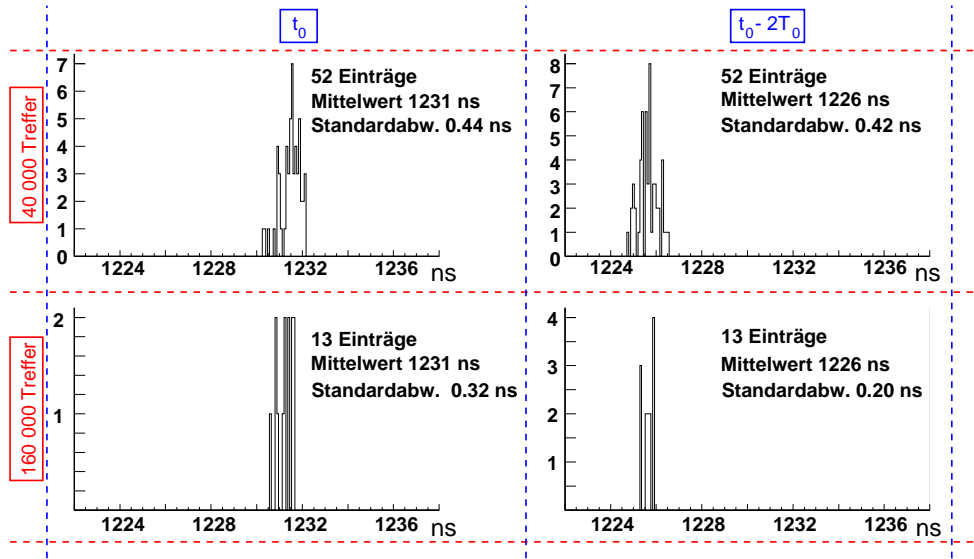 t0
t0- 2T0
40 000 Treffer
7
6
5
4
3
2
1
0
52 Einträge
Mittelwert 1231 ns
Standardabw. 0.44 ns
1224 1228 1232 1236 ns
8
7
6
5
4
3
2
1
0
52 Einträge
Mittelwert 1226 ns
Standardabw. 0.42 ns
1224 1228 1232 1236 ns
160 000 Treffer
2
1
13 Einträge
Mittelwert 1231 ns
Standardabw. 0.32 ns
1224 1228 1232 1236 ns
4
3
2
1
13 Einträge
Mittelwert 1226 ns
Standardabw. 0.20 ns
1224 1228 1232 1236 ns